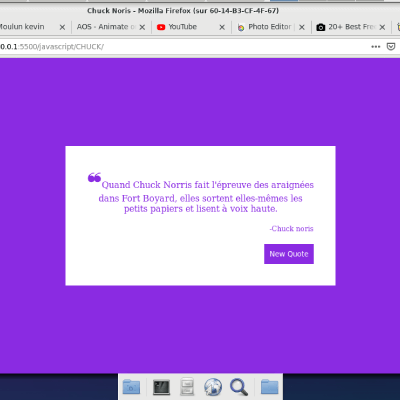 Chuck Noris - Mozilla Firefox (sur 60-14-B3-CF-4F-67)
Moulun kevin
AOS - Animate
YouTube
Photo Editor
20+ Best Fre
0.0.1:5500/javascript/CHUCK/
❝ Quand Chuck Norris fait l'épreuve des araignées
dans Fort Boyard, elles sortent elles-mêmes les
petits papiers et lisent à voix haute.
-Chuck noris
New Quote